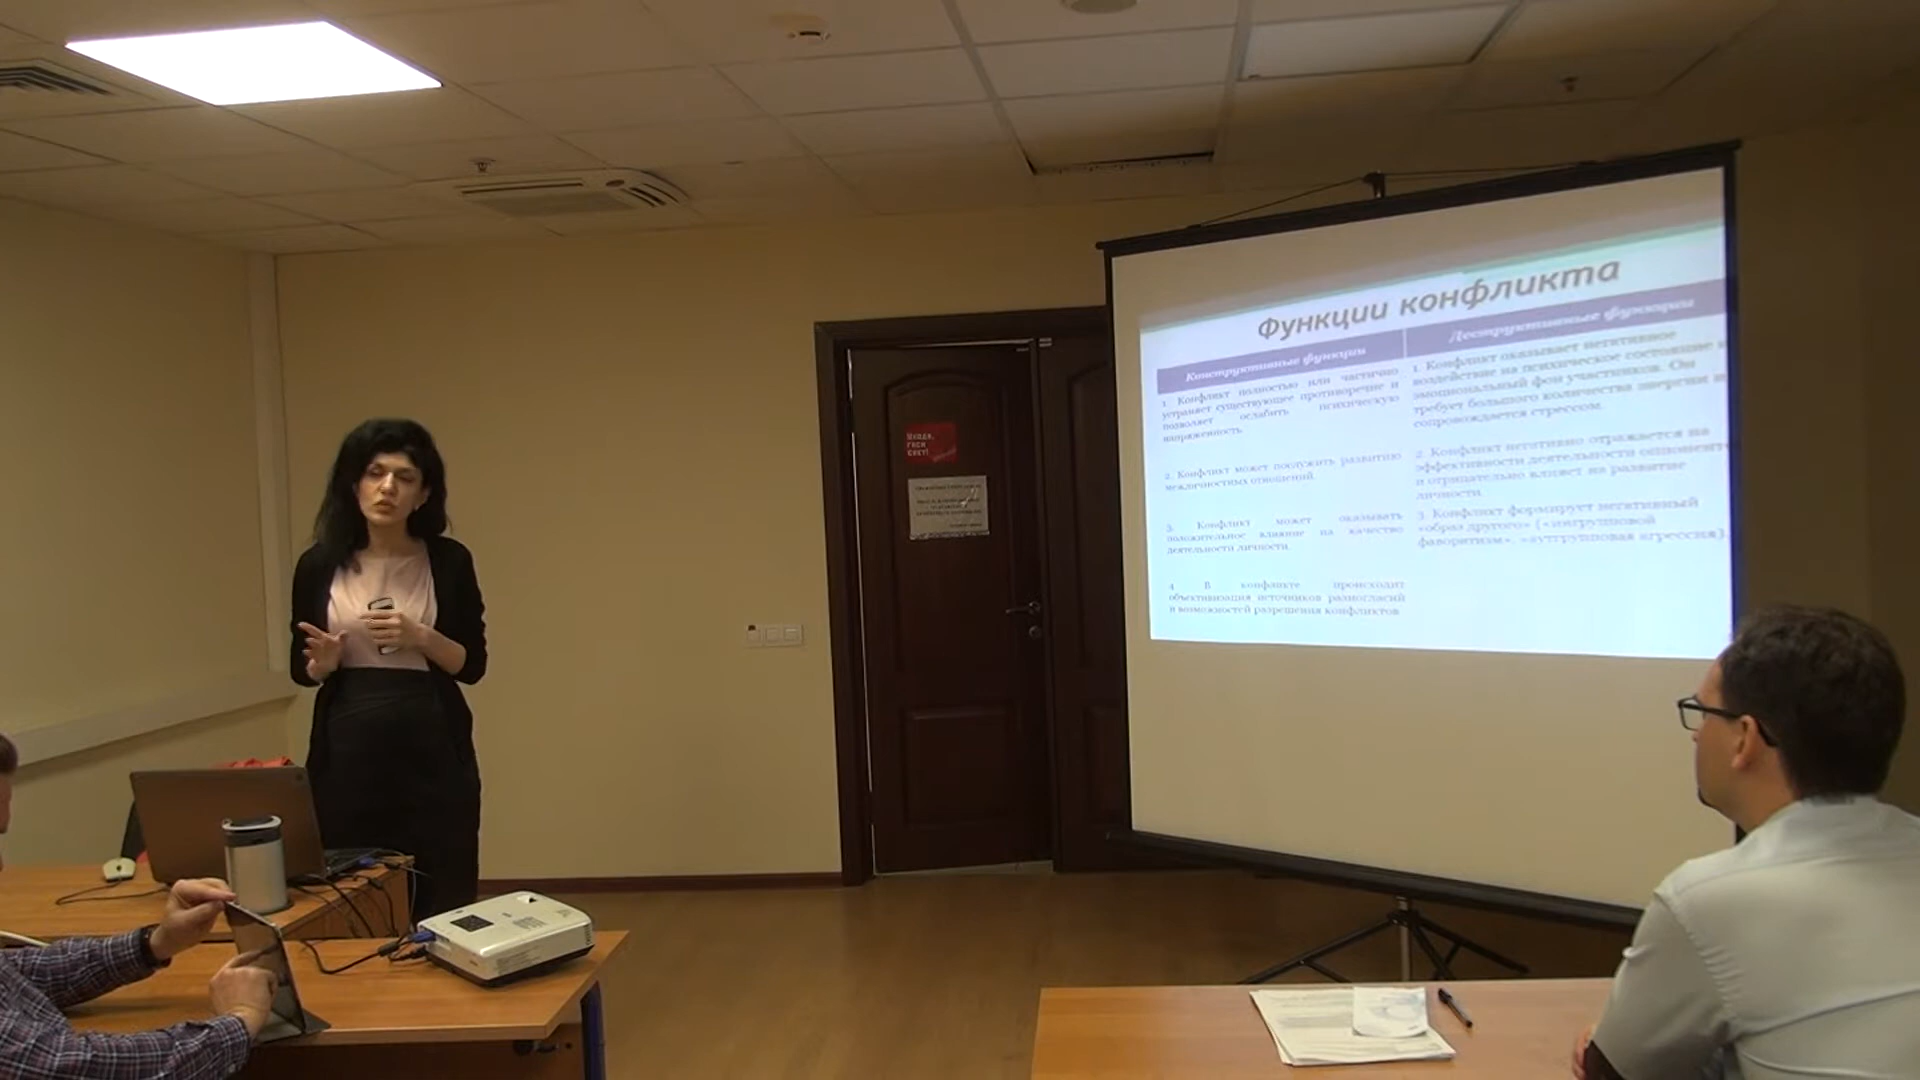 Уходя,
гаси
свет!
Функции конфликта
Конструктивные функции
1. Конфликт полностью или частично
устраняет существующее противоречие и
позволяет ослабить психическую
напряженность.
2. Конфликт может послужить развитию
межличностных отношений.
3. Конфликт может оказывать
положительное влияние на качество
деятельности личности.
4. В конфликте происходит
объективизация источников разногласий
и возможностей разрешения конфликтов
Деструктивные функции
1. Конфликт оказывает негативное
воздействие на психическое состояние и
эмоциональный фон участников. Он
требует большого количества энергии и
сопровождается стрессом.
2. Конфликт негативно отражается на
эффективности деятельности
и отрицательно влияет на развитие
личности.
3. Конфликт формирует негативный
«образ другого» («ингрупповой
фаворитизм», «аутгрупповая агрессия).